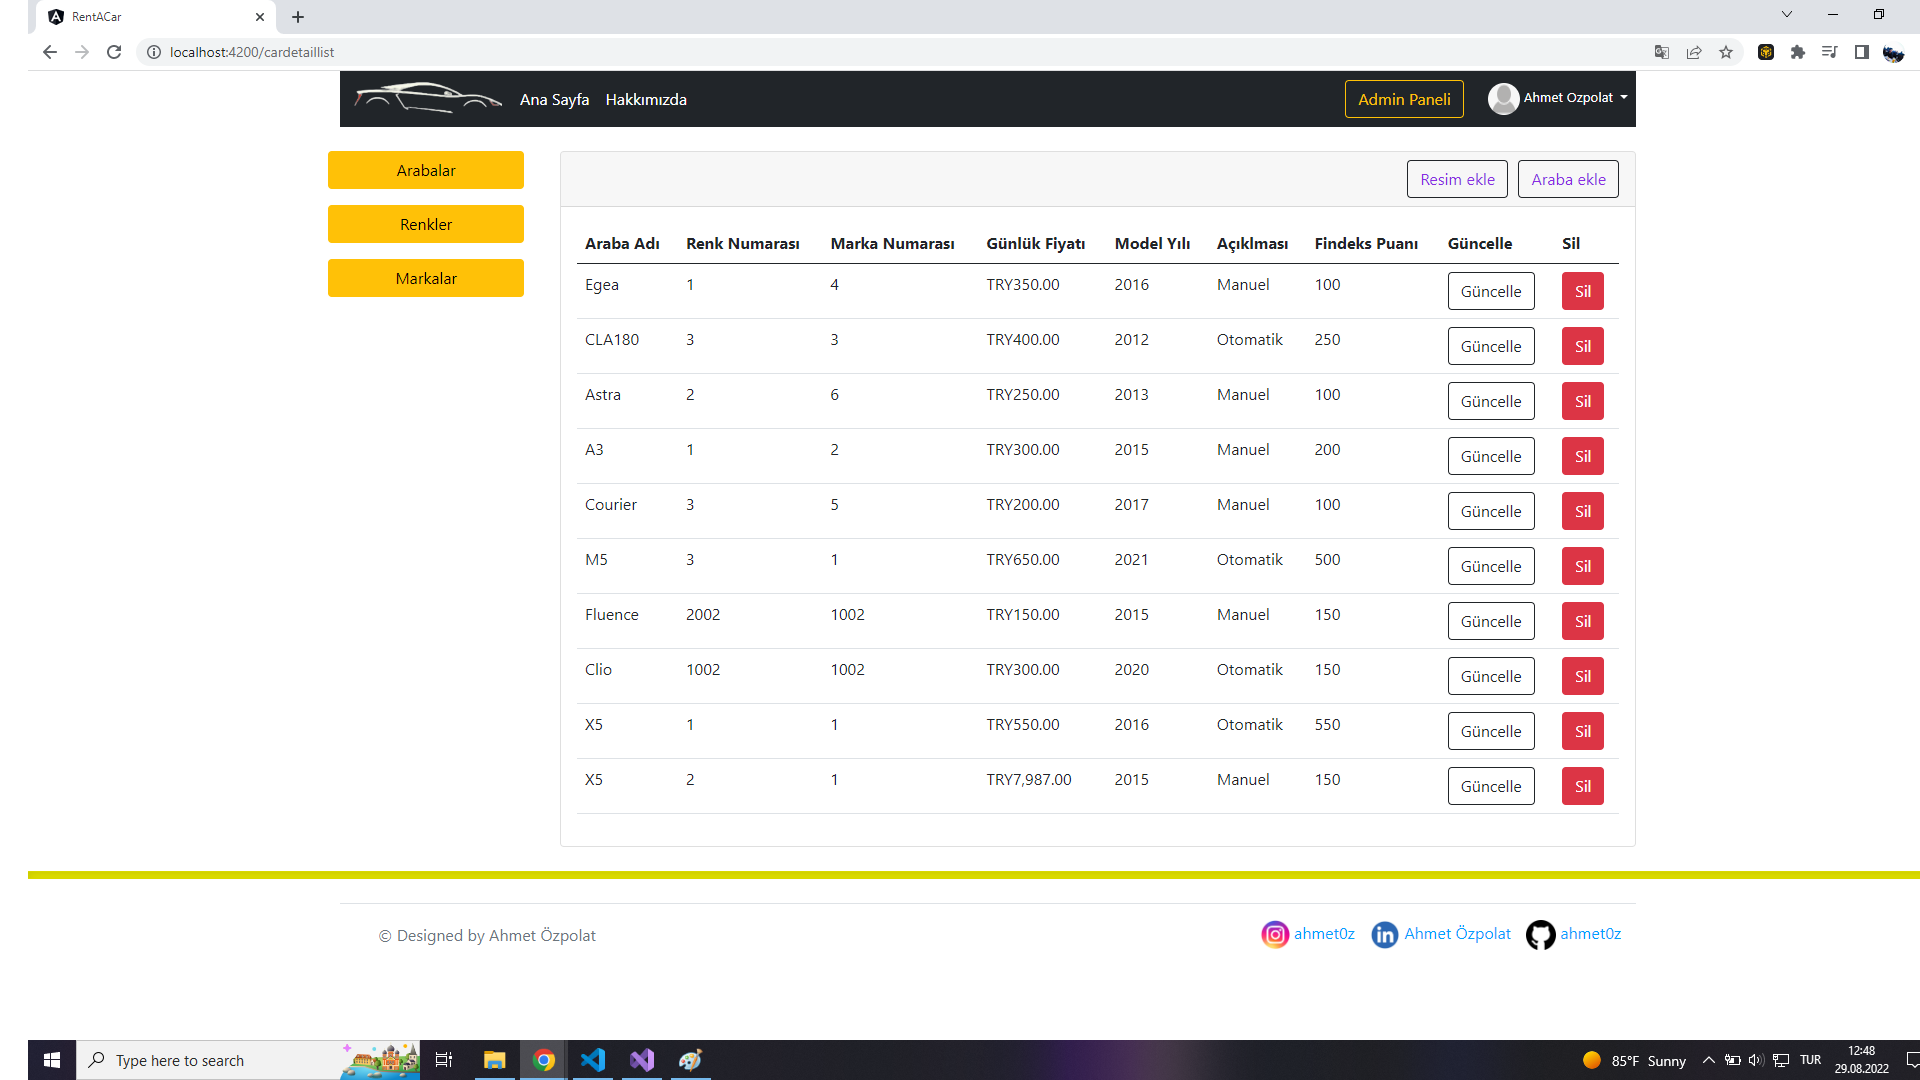 RentACar
localhost:4200/cardetaillist
Ana Sayfa Hakkımızda Admin Paneli Ahmet Ozpolat
Arabalar
Renkler
Markalar
Resim ekle Araba ekle
Araba Adı Renk Numarası Marka Numarası Günlük Fiyatı Model Yılı Açıklması Findeks Puanı Güncelle Sil
Egea 1 4 TRY350.00 2016 Manuel 100 Güncelle Sil
CLA180 3 3 TRY400.00 2012 Otomatik 250 Güncelle Sil
Astra 2 6 TRY250.00 2013 Manuel 100 Güncelle Sil
A3 1 2 TRY300.00 2015 Manuel 200 Güncelle Sil
Courier 3 5 TRY200.00 2017 Manuel 100 Güncelle Sil
M5 3 1 TRY650.00 2021 Otomatik 500 Güncelle Sil
Fluence 2002 1002 TRY150.00 2015 Manuel 150 Güncelle Sil
Clio 1002 1002 TRY300.00 2020 Otomatik 150 Güncelle Sil
X5 1 1 TRY550.00 2016 Otomatik 550 Güncelle Sil
X5 2 1 TRY7,987.00 2015 Manuel 150 Güncelle Sil
© Designed by Ahmet Özpolat
ahmet0z Ahmet Özpolat ahmet0z
Type here to search
85°F Sunny
TUR
12:48
29.08.2022